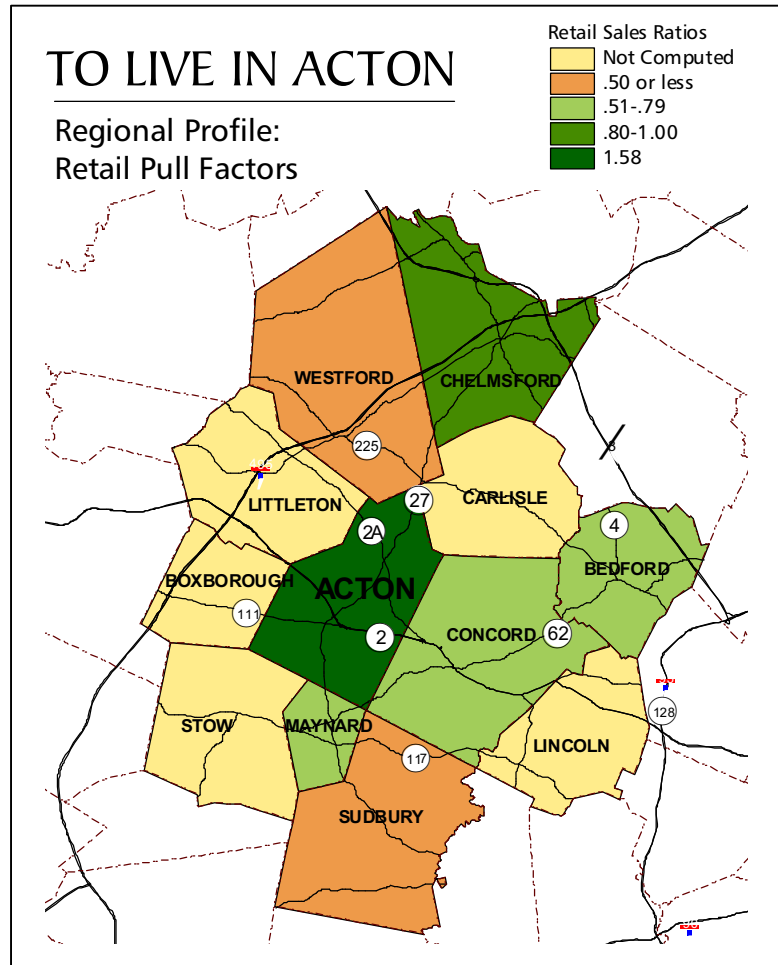 TO LIVE IN ACTON
Regional Profile:
Retail Pull Factors
Retail Sales Ratios
Not Computed
.50 or less
.51-.79
.80-1.00
1.58
WESTFORD
CHELMSFORD
3
225
LITTLETON
27
CARLISLE
2A
4
BOXBOROUGH
ACTON
BEDFORD
111
2
CONCORD
62
128
STOW
MAYNARD
117
LINCOLN
SUDBURY